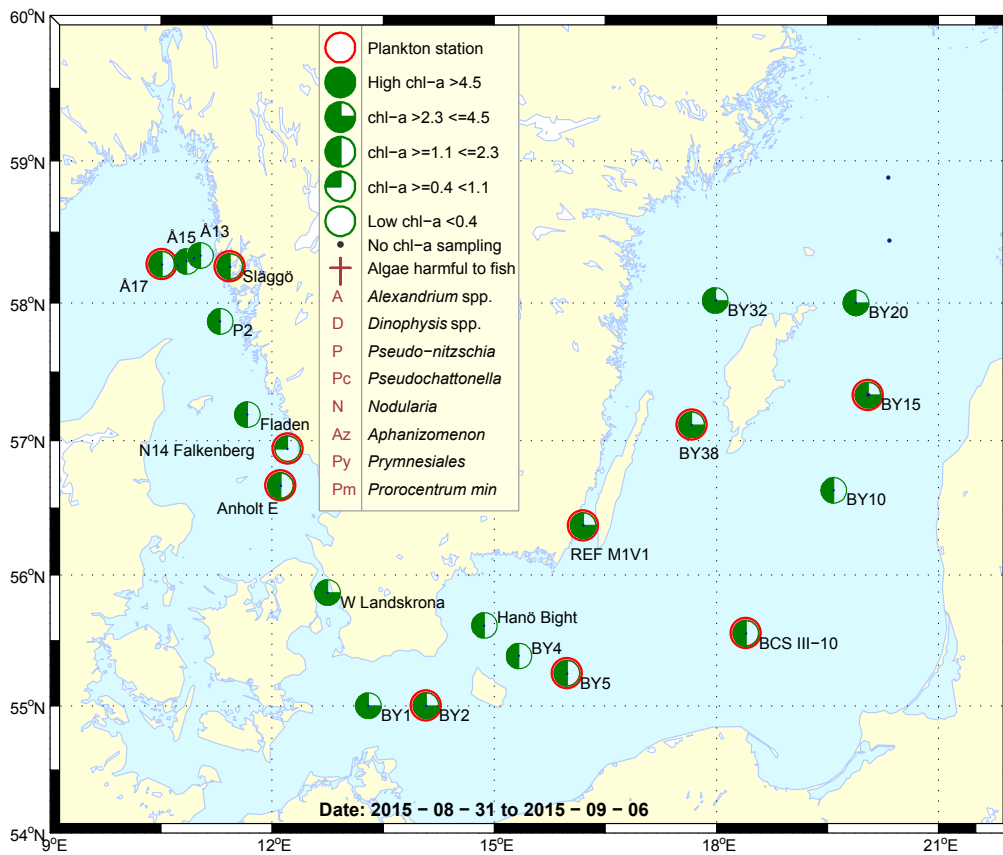 60°N
59°N
58°N
57°N
56°N
55°N
54°N
9°E
12°E
15°E
18°E
21°E
Plankton station
High chl−a >4.5
chl−a >2.3 <=4.5
chl−a >=1.1 <=2.3
chl−a >=0.4 <1.1
Low chl−a <0.4
No chl−a sampling
Algae harmful to fish
A Alexandrium spp.
D Dinophysis spp.
P Pseudo−nitzschia
Pc Pseudochattonella
N Nodularia
Az Aphanizomenon
Py Prymnesiales
Pm Prorocentrum min
Å13
Å15
Å17
Släggö
P2
Fladen
N14 Falkenberg
Anholt E
W Landskrona
Hanö Bight
BY4
BY5
BY1
BY2
REF M1V1
BY38
BY32
BY20
BY15
BY10
BCS III−10
Date: 2015 − 08 − 31 to 2015 − 09 − 06